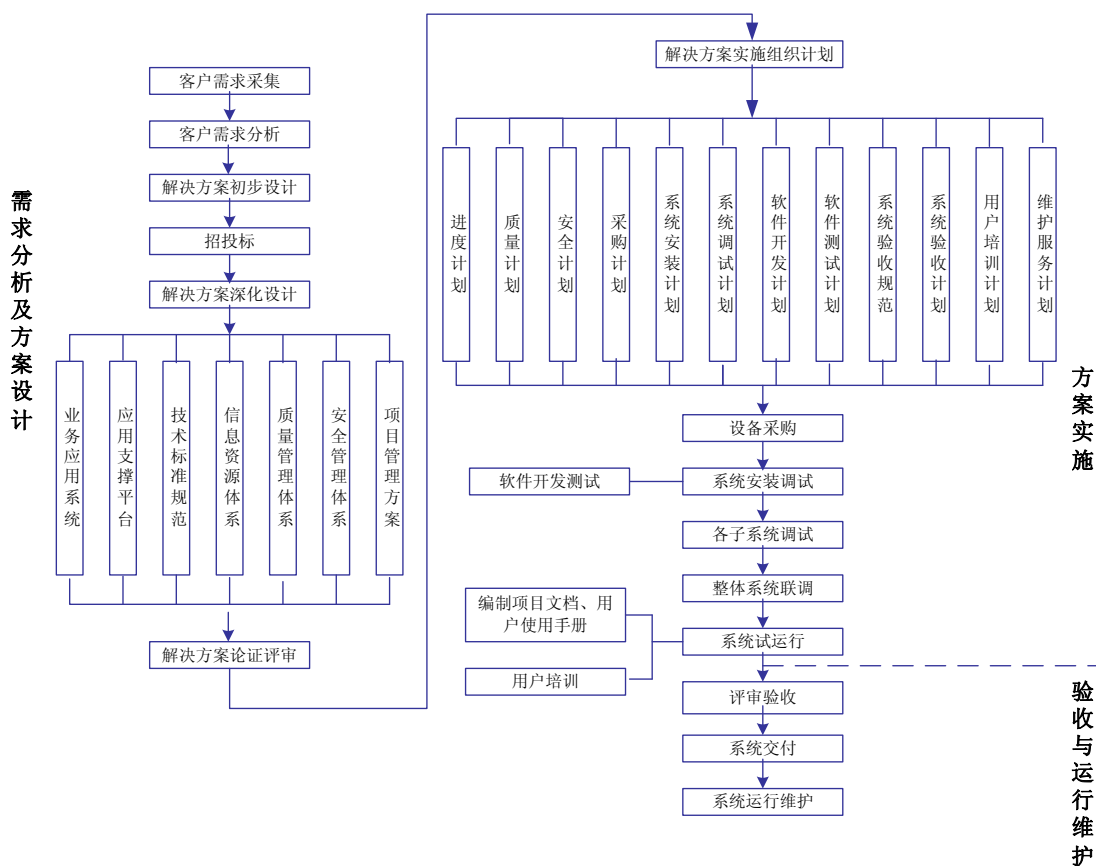 需求分析及方案设计
客户需求采集
客户需求分析
解决方案初步设计
招投标
解决方案深化设计
业务应用系统
应用支撑平台
技术标准规范
信息资源体系
质量管理体系
安全管理体系
项目管理方案
解决方案论证评审
解决方案实施组织计划
进度计划
质量计划
安全计划
采购计划
系统安装计划
系统调试计划
软件开发计划
软件测试计划
系统验收规范
系统验收计划
用户培训计划
维护服务计划
方案实施
设备采购
软件开发测试
系统安装调试
各子系统调试
整体系统联调
编制项目文档、用
户使用手册
系统试运行
用户培训
评审验收
系统交付
系统运行维护
验收与运行维护